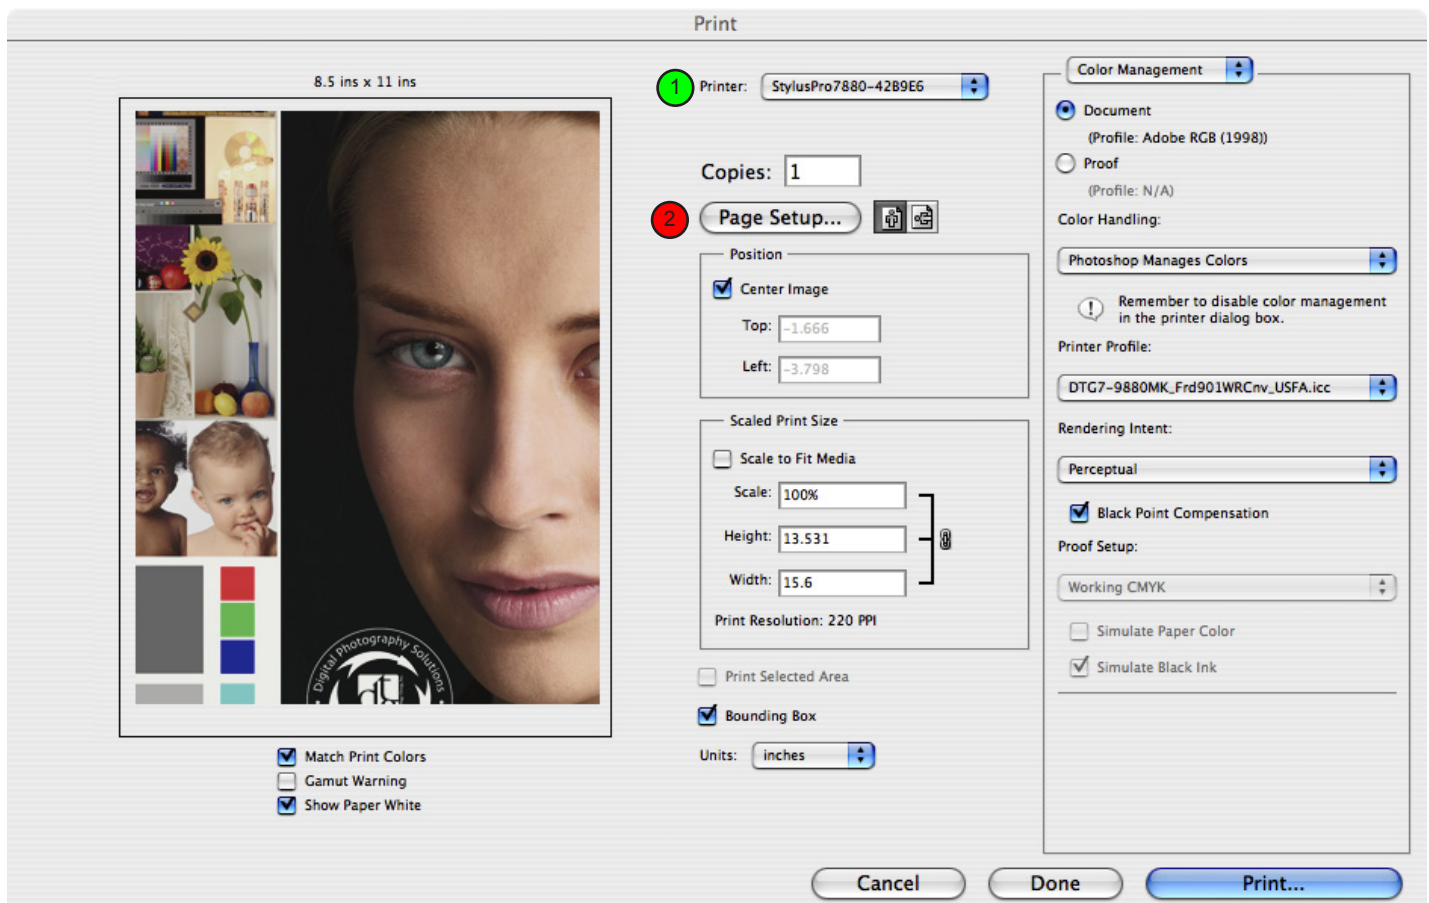 Print
8.5 ins x 11 ins
Digital Photography Solutions
dt
Match Print Colors
Gamut Warning
Show Paper White
1
Printer: StylusPro7880-42B9E6
Copies: 1
2
Page Setup...
Position
Center Image
Top: -1.666
Left: -3.798
Scaled Print Size
Scale to Fit Media
Scale: 100%
Height: 13.531
Width: 15.6
Print Resolution: 220 PPI
Print Selected Area
Bounding Box
Units: inches
Color Management
Document
(Profile: Adobe RGB (1998))
Proof
(Profile: N/A)
Color Handling:
Photoshop Manages Colors
Remember to disable color management
in the printer dialog box.
Printer Profile:
DTG7-9880MK_Frd901WRCnv_USFA.icc
Rendering Intent:
Perceptual
Black Point Compensation
Proof Setup:
Working CMYK
Simulate Paper Color
Simulate Black Ink
Cancel
Done
Print...